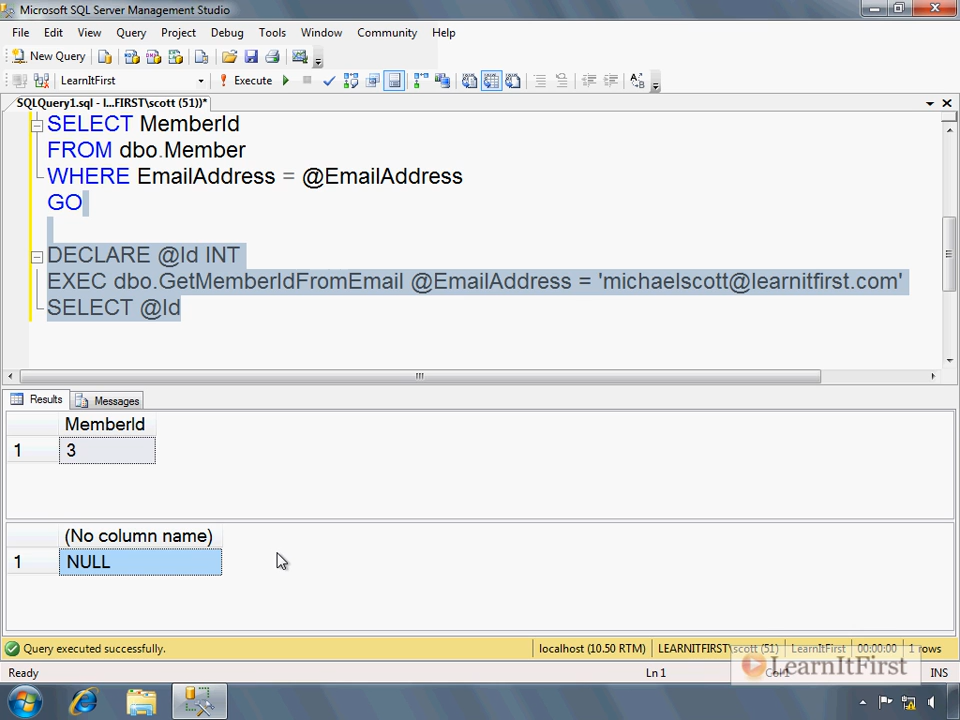 Microsoft SQL Server Management Studio
File Edit View Query Project Debug Tools Window Community Help
New Query
LearnItFirst Execute
SQLQuery1.sql - l...FIRST\scott (51))*
SELECT MemberId
FROM dbo.Member
WHERE EmailAddress = @EmailAddress
GO
DECLARE @Id INT
EXEC dbo.GetMemberIdFromEmail @EmailAddress = 'michaelscott@learnitfirst.com'
SELECT @Id
Results Messages
MemberId
1 3
(No column name)
1 NULL
Query executed successfully. localhost (10.50 RTM) LEARNITFIRST\scott (51) LearnItFirst 00:00:00 1 rows
Ready Ln 1 Col 1 INS
LearnItFirst